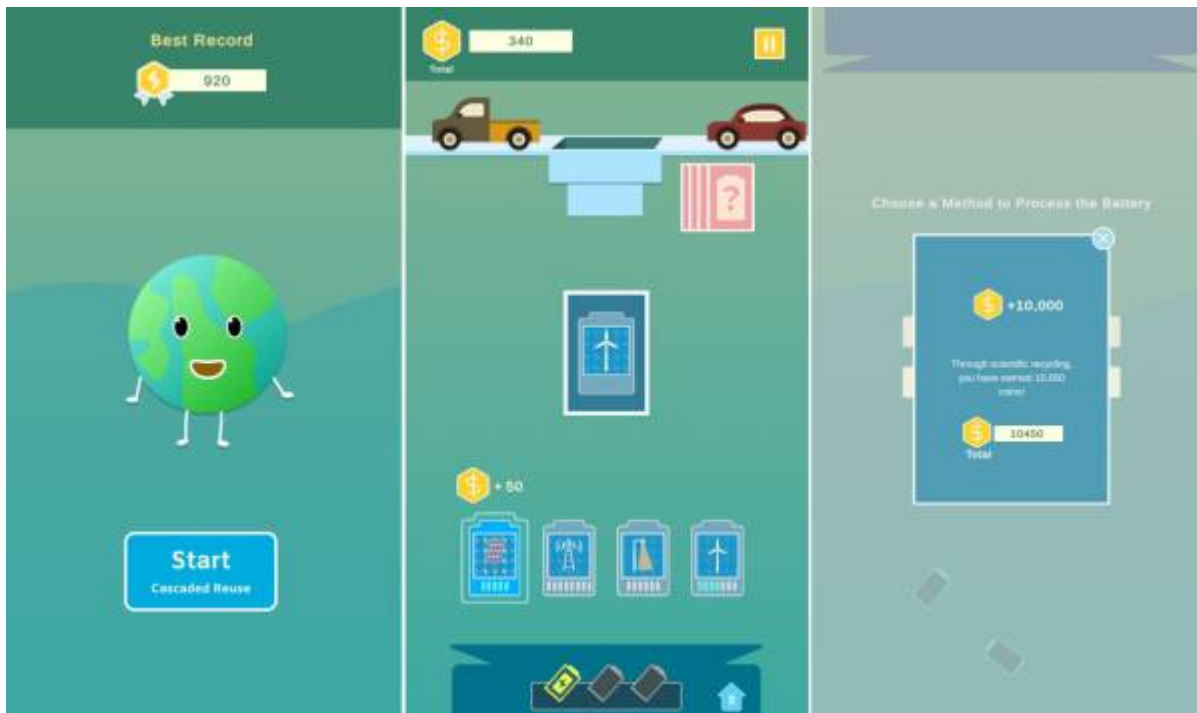 Best Record
920
Start
Cascaded Reuse
340
Total
?
+ 50
Choose a Method to Process the Battery
+10,000
Through scientific recycling,
you have earned 10,000
coins!
10450
Total